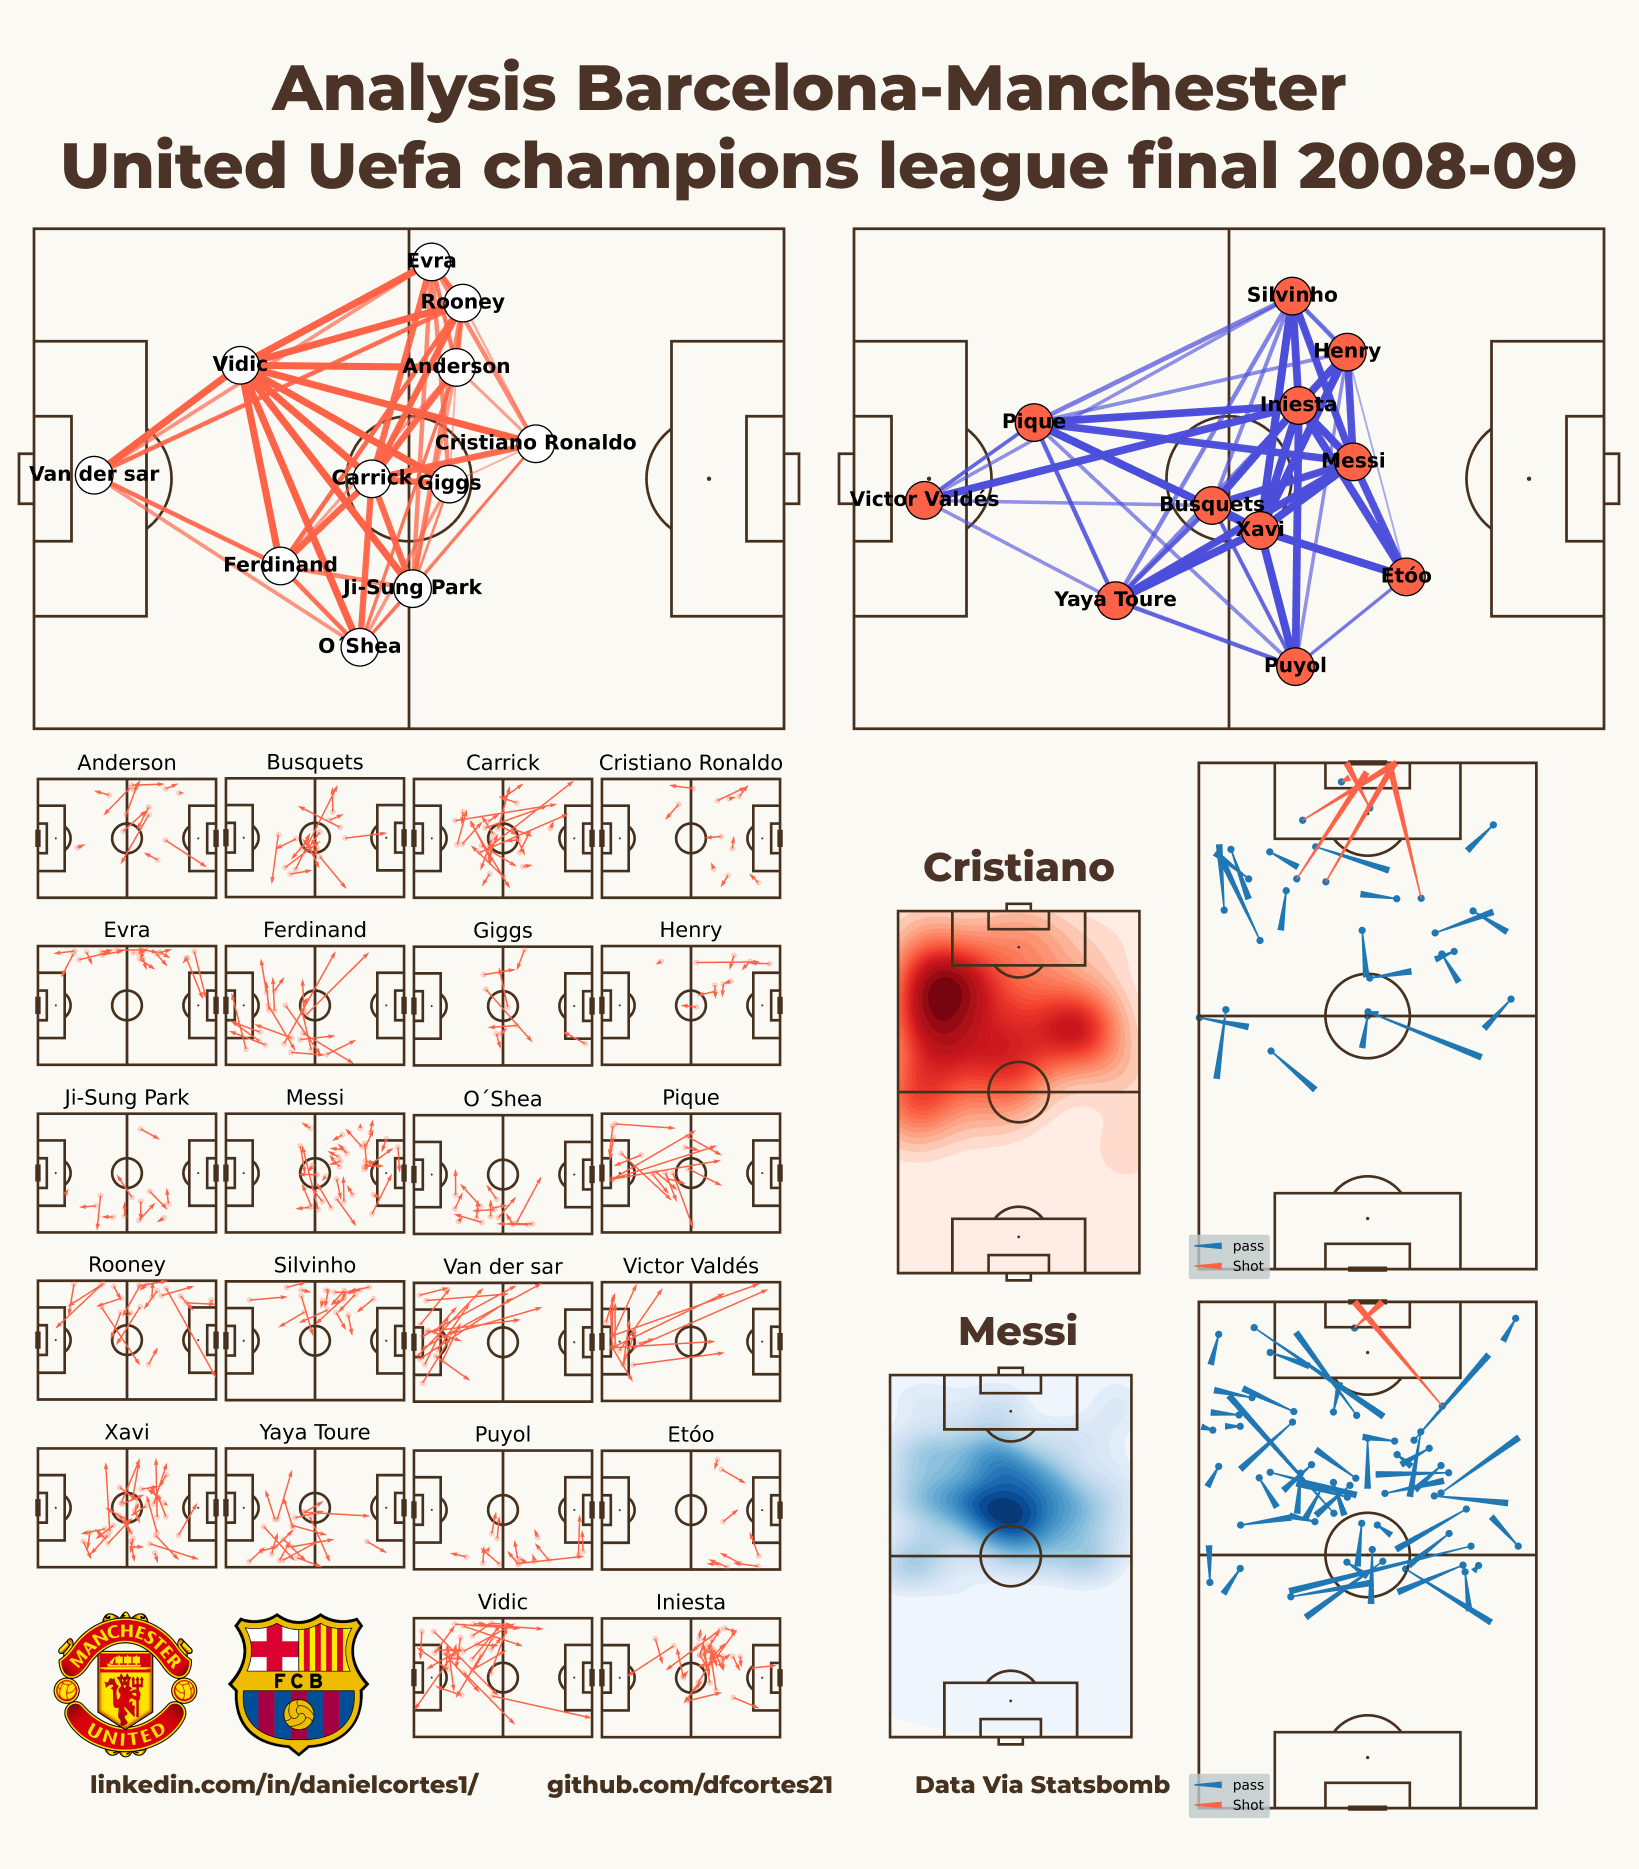 Analysis Barcelona-Manchester
United Uefa champions league final 2008-09
Evra
Rooney
Vidic
Anderson
Cristiano Ronaldo
Van der sar
Carrick
Giggs
Ferdinand
Ji-Sung Park
O´Shea
Silvinho
Henry
Iniesta
Pique
Messi
Victor Valdés
Busquets
Xavi
Etóo
Yaya Toure
Puyol
Anderson
Busquets
Carrick
Cristiano Ronaldo
Evra
Ferdinand
Giggs
Henry
Ji-Sung Park
Messi
O´Shea
Pique
Rooney
Silvinho
Van der sar
Victor Valdés
Xavi
Yaya Toure
Puyol
Etóo
Vidic
Iniesta
Cristiano
pass
Shot
Messi
pass
Shot
MANCHESTER
UNITED
FCB
linkedin.com/in/danielcortes1/
github.com/dfcortes21
Data Via Statsbomb